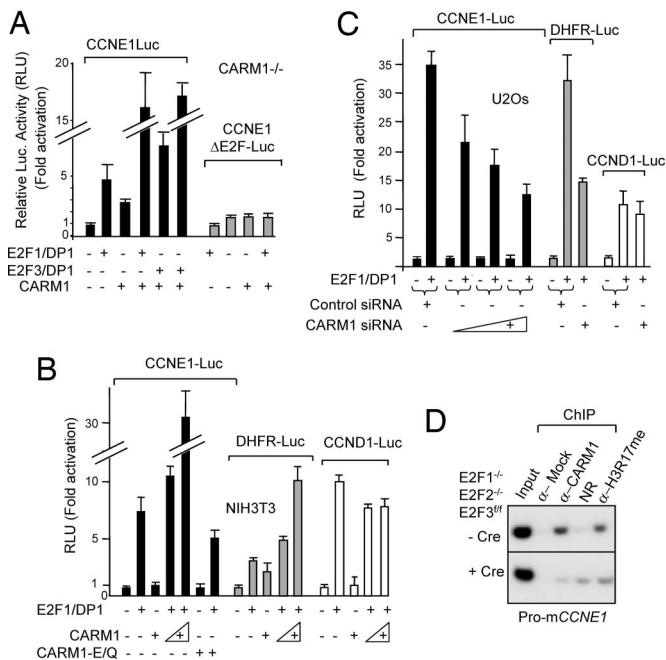 A
CCNE1Luc
CARM1-/-
CCNE1
ΔE2F-Luc
Relative Luc. Activity (RLU)
(Fold activation)
20
15
5
1
0
E2F1/DP1 - + - + - - + - - +
E2F3/DP1 - - - - + +
CARM1 - - + + - + - - + +
B
CCNE1-Luc
DHFR-Luc
CCND1-Luc
NIH3T3
RLU (Fold activation)
30
10
5
1
0
E2F1/DP1 - + - + + - + - + - + + - + - + +
CARM1 - - + + - - - - + + - - + +
CARM1-E/Q - - - - - + +
C
CCNE1-Luc
DHFR-Luc
U2Os
CCND1-Luc
RLU (Fold activation)
35
30
25
20
15
10
5
0
E2F1/DP1 - + - + - + - + - + + - + +
Control siRNA + - - - + - + -
CARM1 siRNA - + - + - +
D
ChIP
Input
α- Mock
α-CARM1
NR
α-H3R17me
E2F1-/-
E2F2-/-
E2F3f/f
- Cre
+ Cre
Pro-mCCNE1